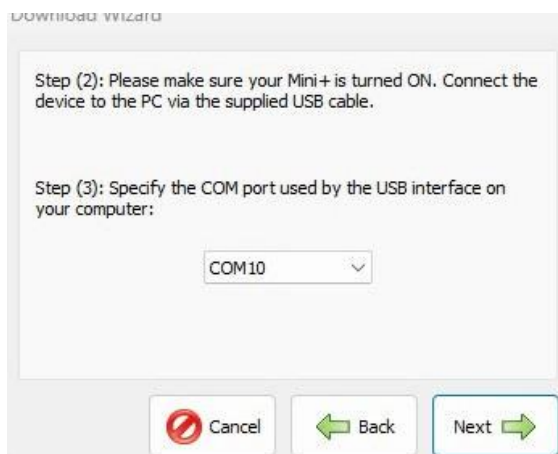 Download Wizard
Step (2): Please make sure your Mini+ is turned ON. Connect the
device to the PC via the supplied USB cable.
Step (3): Specify the COM port used by the USB interface on
your computer:
COM10
Cancel
Back
Next